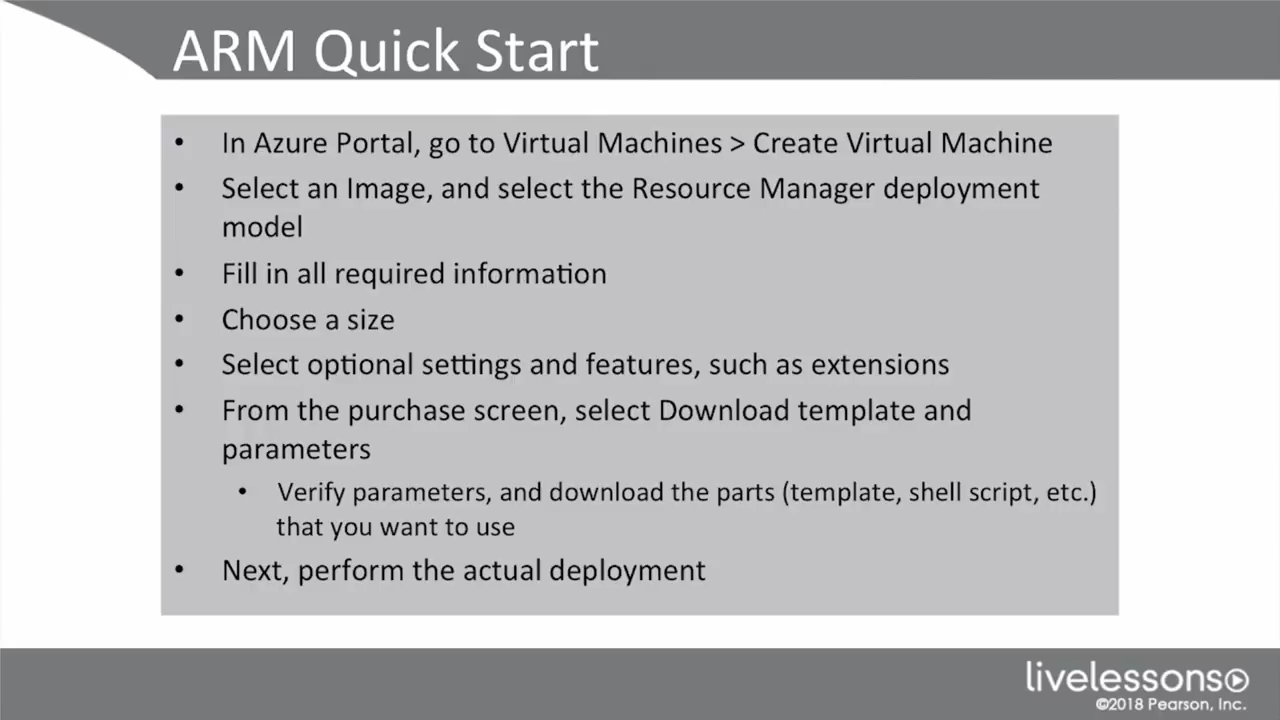 ARM Quick Start
• In Azure Portal, go to Virtual Machines > Create Virtual Machine
• Select an Image, and select the Resource Manager deployment
model
• Fill in all required information
• Choose a size
• Select optional settings and features, such as extensions
• From the purchase screen, select Download template and
parameters
• Verify parameters, and download the parts (template, shell script, etc.)
that you want to use
• Next, perform the actual deployment
livelessons
©2018 Pearson, Inc.